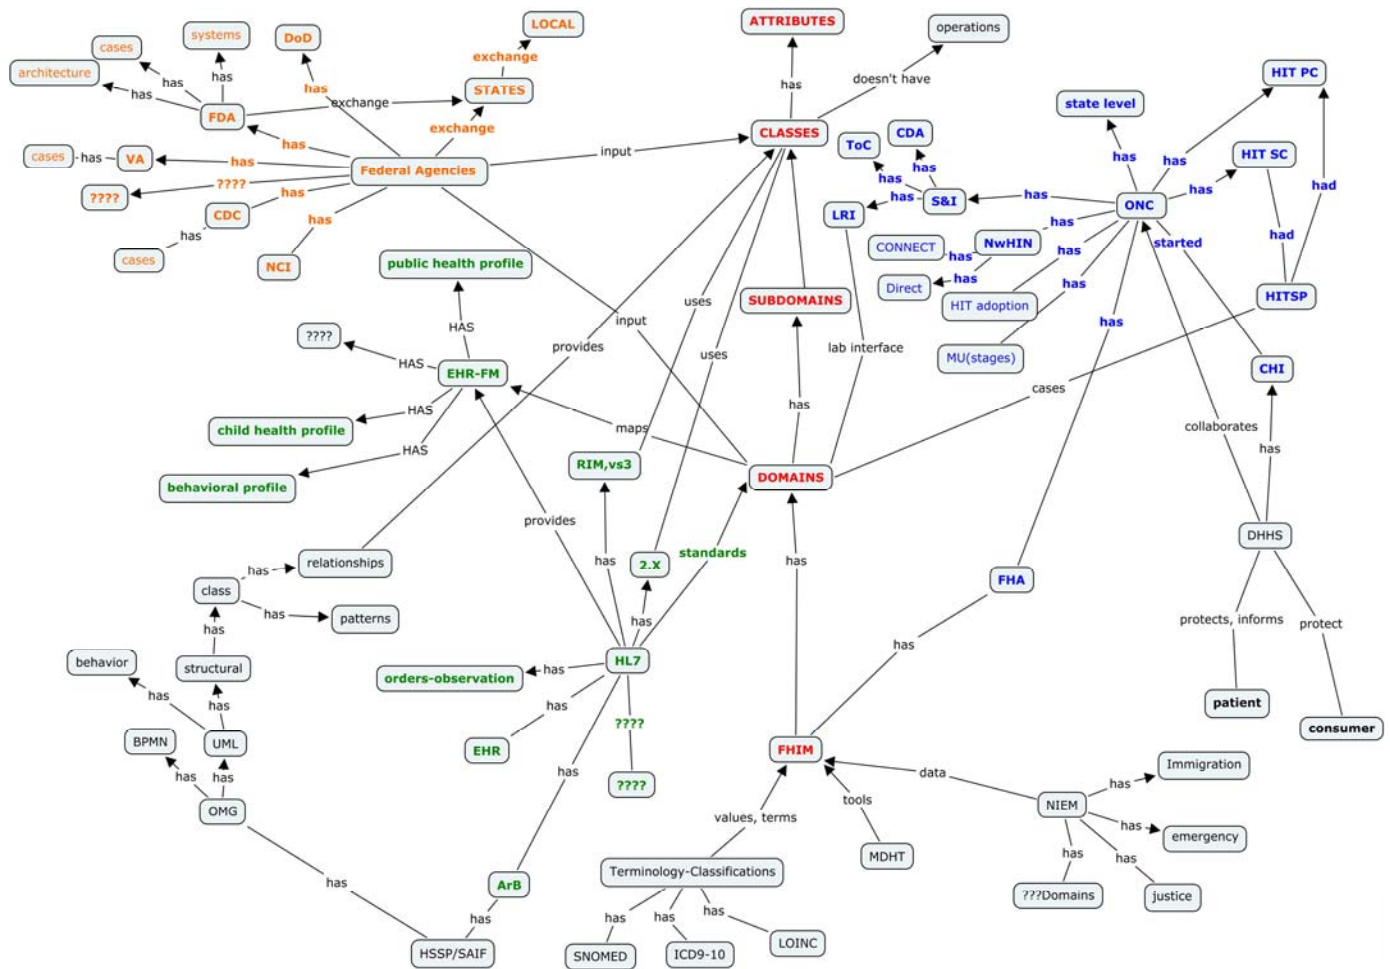 ATTRIBUTES
operations
LOCAL
systems
DoD
cases
exchange
HIT PC
architecture
has
has
has
has
exchange
STATES
has
doesn't have
state level
FDA
exchange
has
CLASSES
CDA
ToC
has
has
HIT SC
cases
has
VA
has
Federal Agencies
input
????
????
has
has
has
has
has
had
LRI
has
S&I
ONC
CDC
has
has
has
CONNECT
has
NwHIN
started
had
cases
NCI
public health profile
has
has
has
Direct
HIT adoption
HITSP
uses
SUBDOMAINS
HAS
input
has
????
provides
uses
lab interface
MU(stages)
HAS
EHR-FM
CHI
cases
has
HAS
child health profile
maps
collaborates
has
HAS
RIM,vs3
DOMAINS
behavioral profile
provides
DHHS
standards
has
relationships
has
2.X
has
class
FHA
has
patterns
has
protects, informs
protect
has
HL7
has
behavior
structural
orders-observation
has
has
has
has
????
patient
consumer
BPMN
UML
EHR
FHIM
Immigration
has
has
has
????
data
has
OMG
tools
NIEM
values, terms
has
emergency
MDHT
has
has
Terminology-Classifications
has
ArB
???Domains
justice
has
has
has
has
HSSP/SAIF
SNOMED
ICD9-10
LOINC